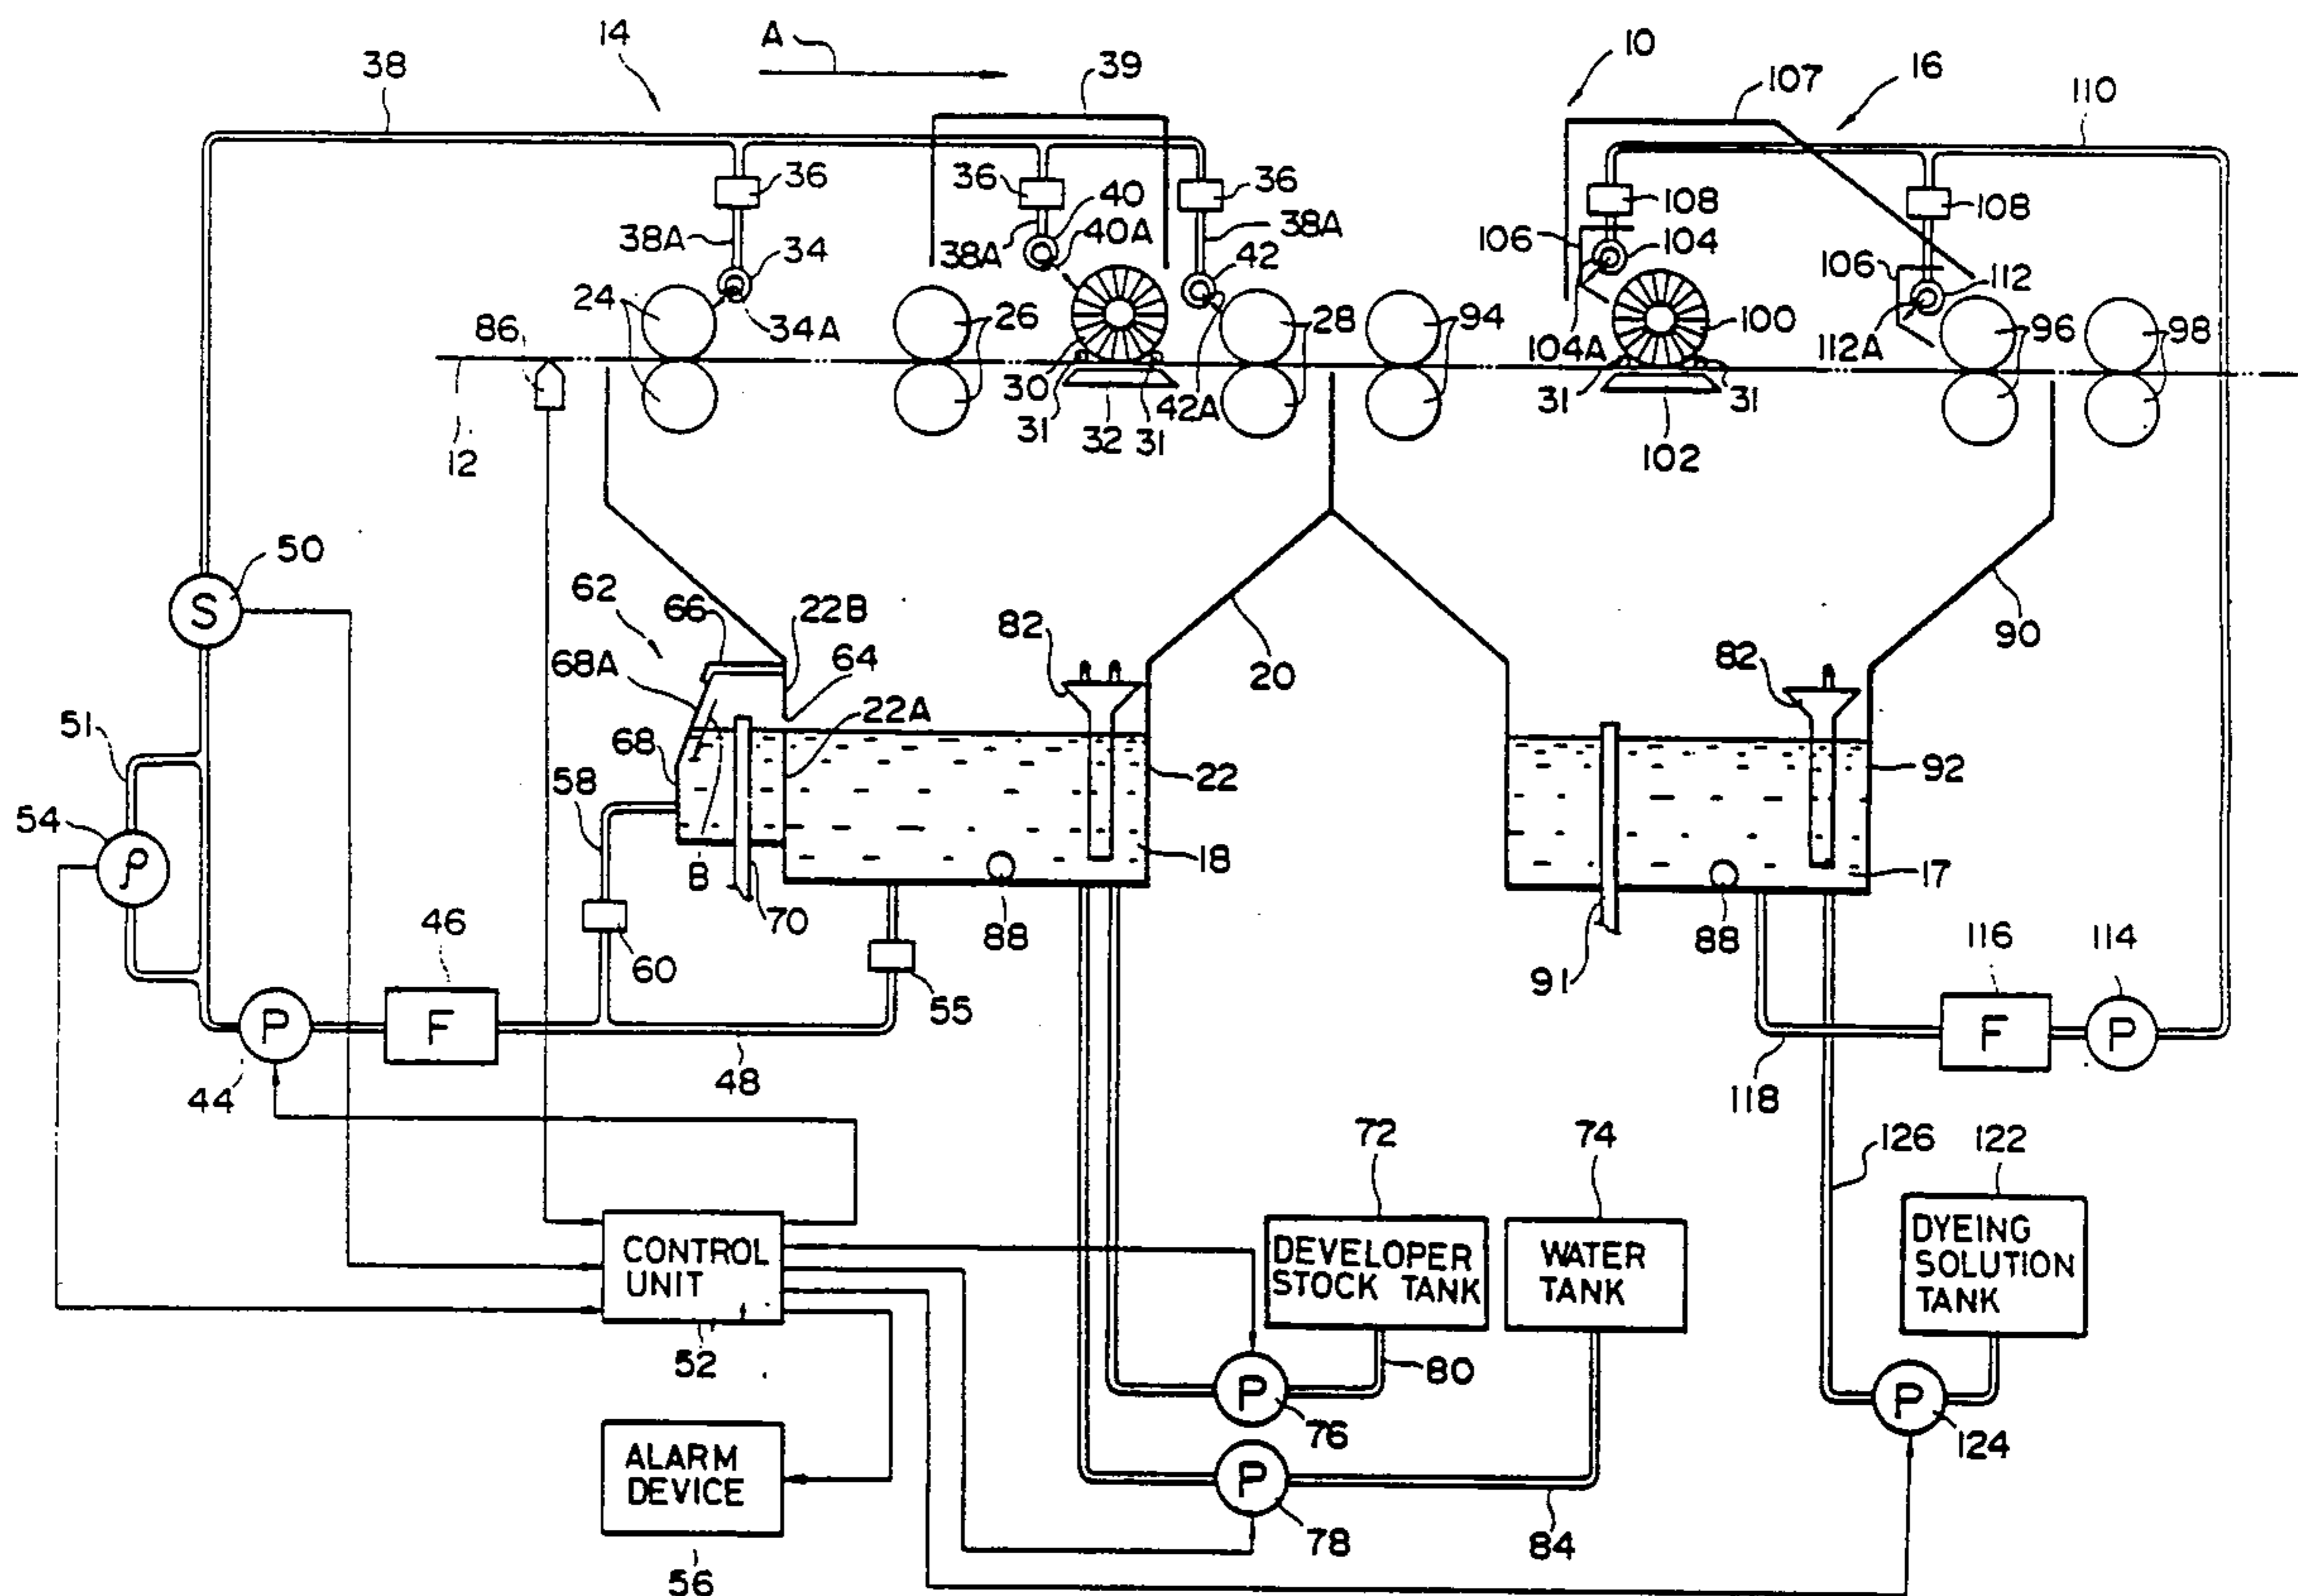 14 A 10
38 39 107 16 110
36 36 40 36 108 108
38A 34 38A 40A 38A 42 106 104 106 112
24 34A 26 28 94 104A 100 112A 96 98
86 30 42A
12 31 32 31 31 102 31
50
S
62 66 22B 82 20 82 90
68A 64
51 68 22A 22 92
58
54 ρ 18 17
B 70 88 91 88
46 60 55 116 114
P F F P
44 48 118
72 74 126 122
CONTROL
UNIT
52
DEVELOPER
STOCK TANK
WATER
TANK
DYEING
SOLUTION
TANK
80
P
76
P
124
ALARM
DEVICE
56
P
78
84